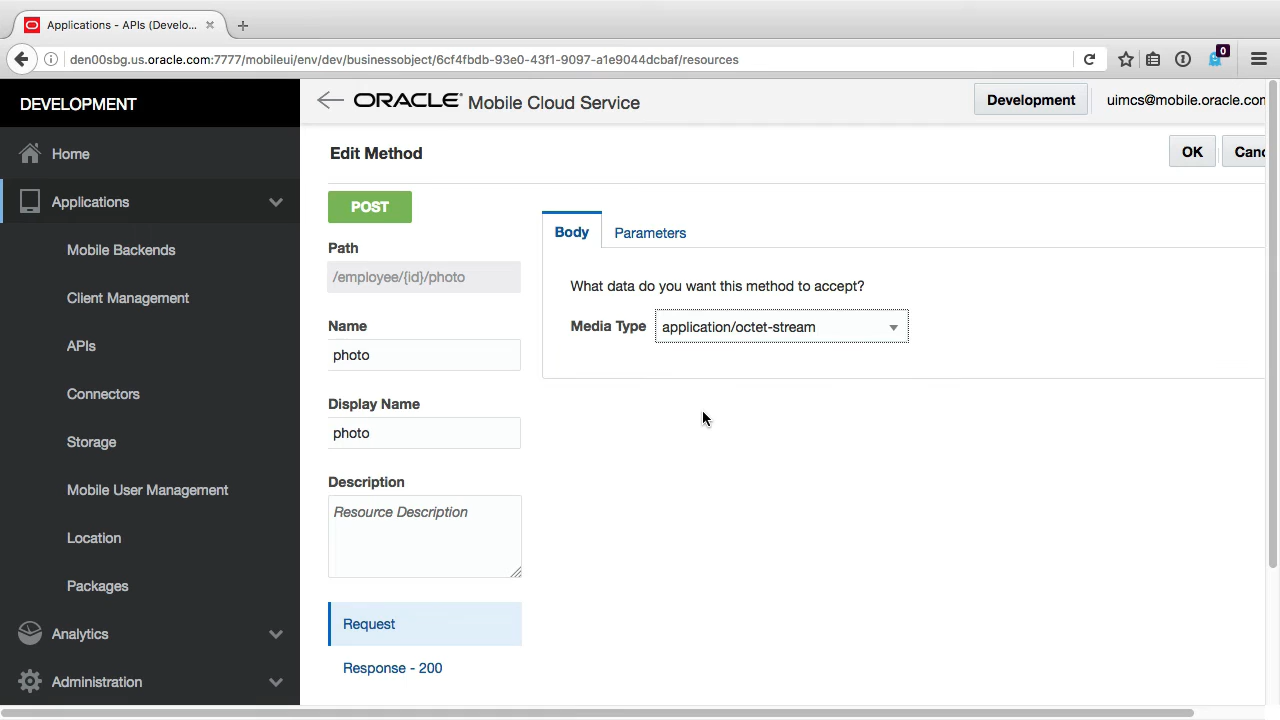 Applications - APIs (Develo...
den00sbg.us.oracle.com:7777/mobileui/env/dev/businessobject/6cf4fbdb-93e0-43f1-9097-a1e9044dcbaf/resources
0
DEVELOPMENT
ORACLE Mobile Cloud Service
Development
uimcs@mobile.oracle.com
Home
Applications
Mobile Backends
Client Management
APIs
Connectors
Storage
Mobile User Management
Location
Packages
Analytics
Administration
Edit Method
OK
Canc
POST
Path
/employee/{id}/photo
Name
photo
Display Name
photo
Description
Resource Description
Request
Response - 200
Body
Parameters
What data do you want this method to accept?
Media Type
application/octet-stream